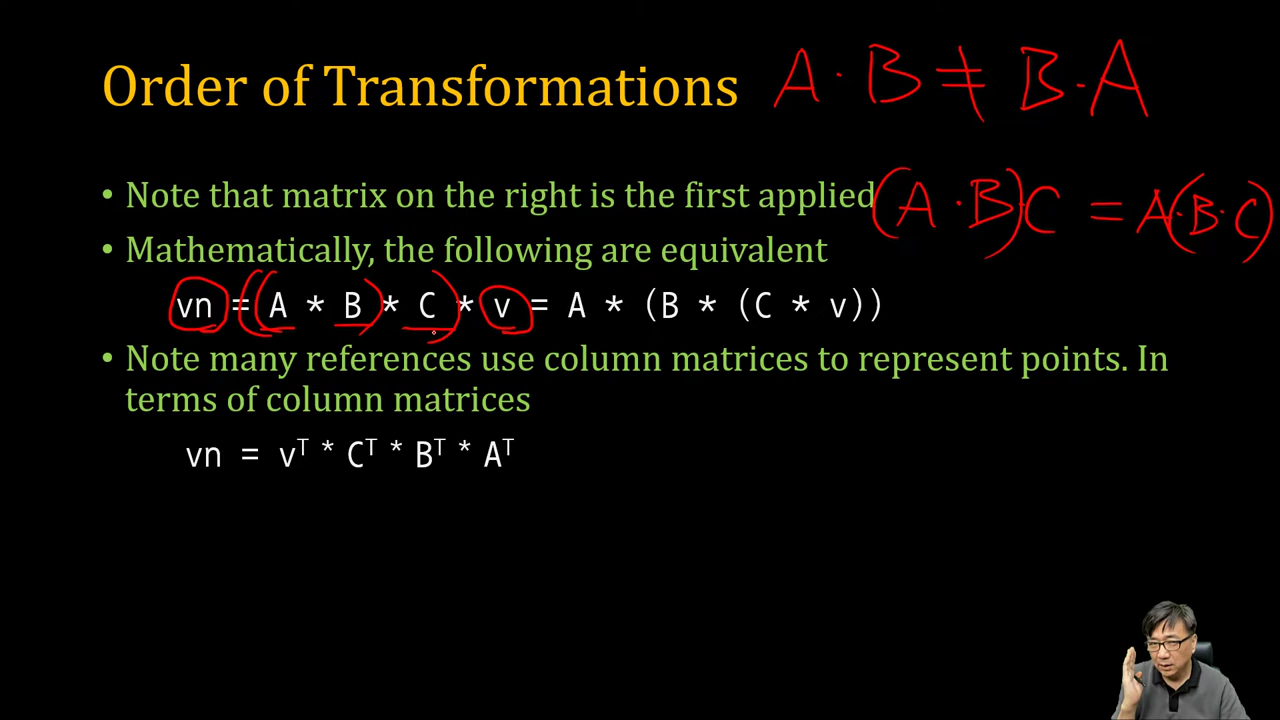 Order of Transformations A · B ≠ B · A
• Note that matrix on the right is the first applied (A · B) · C = A · (B · C)
• Mathematically, the following are equivalent
vn = ((A * B) * C) * v = A * (B * (C * v))
• Note many references use column matrices to represent points. In
terms of column matrices
vn = vᵀ * Cᵀ * Bᵀ * Aᵀ